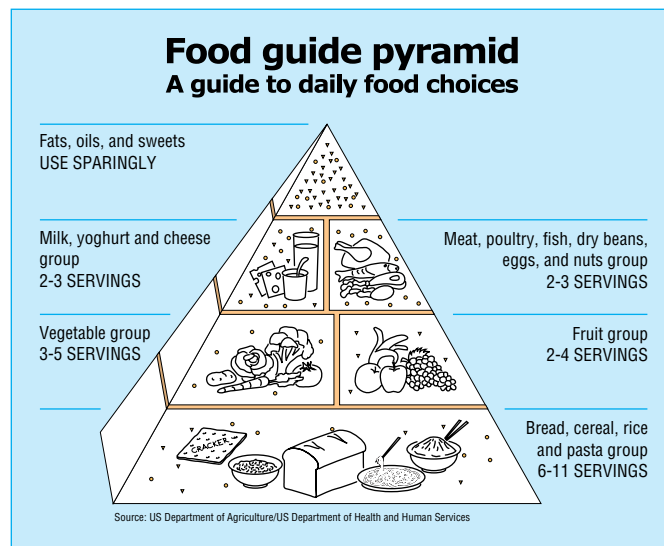 Food guide pyramid
A guide to daily food choices
Fats, oils, and sweets
USE SPARINGLY
Milk, yoghurt and cheese
group
2-3 SERVINGS
Meat, poultry, fish, dry beans,
eggs, and nuts group
2-3 SERVINGS
Vegetable group
3-5 SERVINGS
Fruit group
2-4 SERVINGS
CRACKER
Bread, cereal, rice
and pasta group
6-11 SERVINGS
Source: US Department of Agriculture/US Department of Health and Human Services